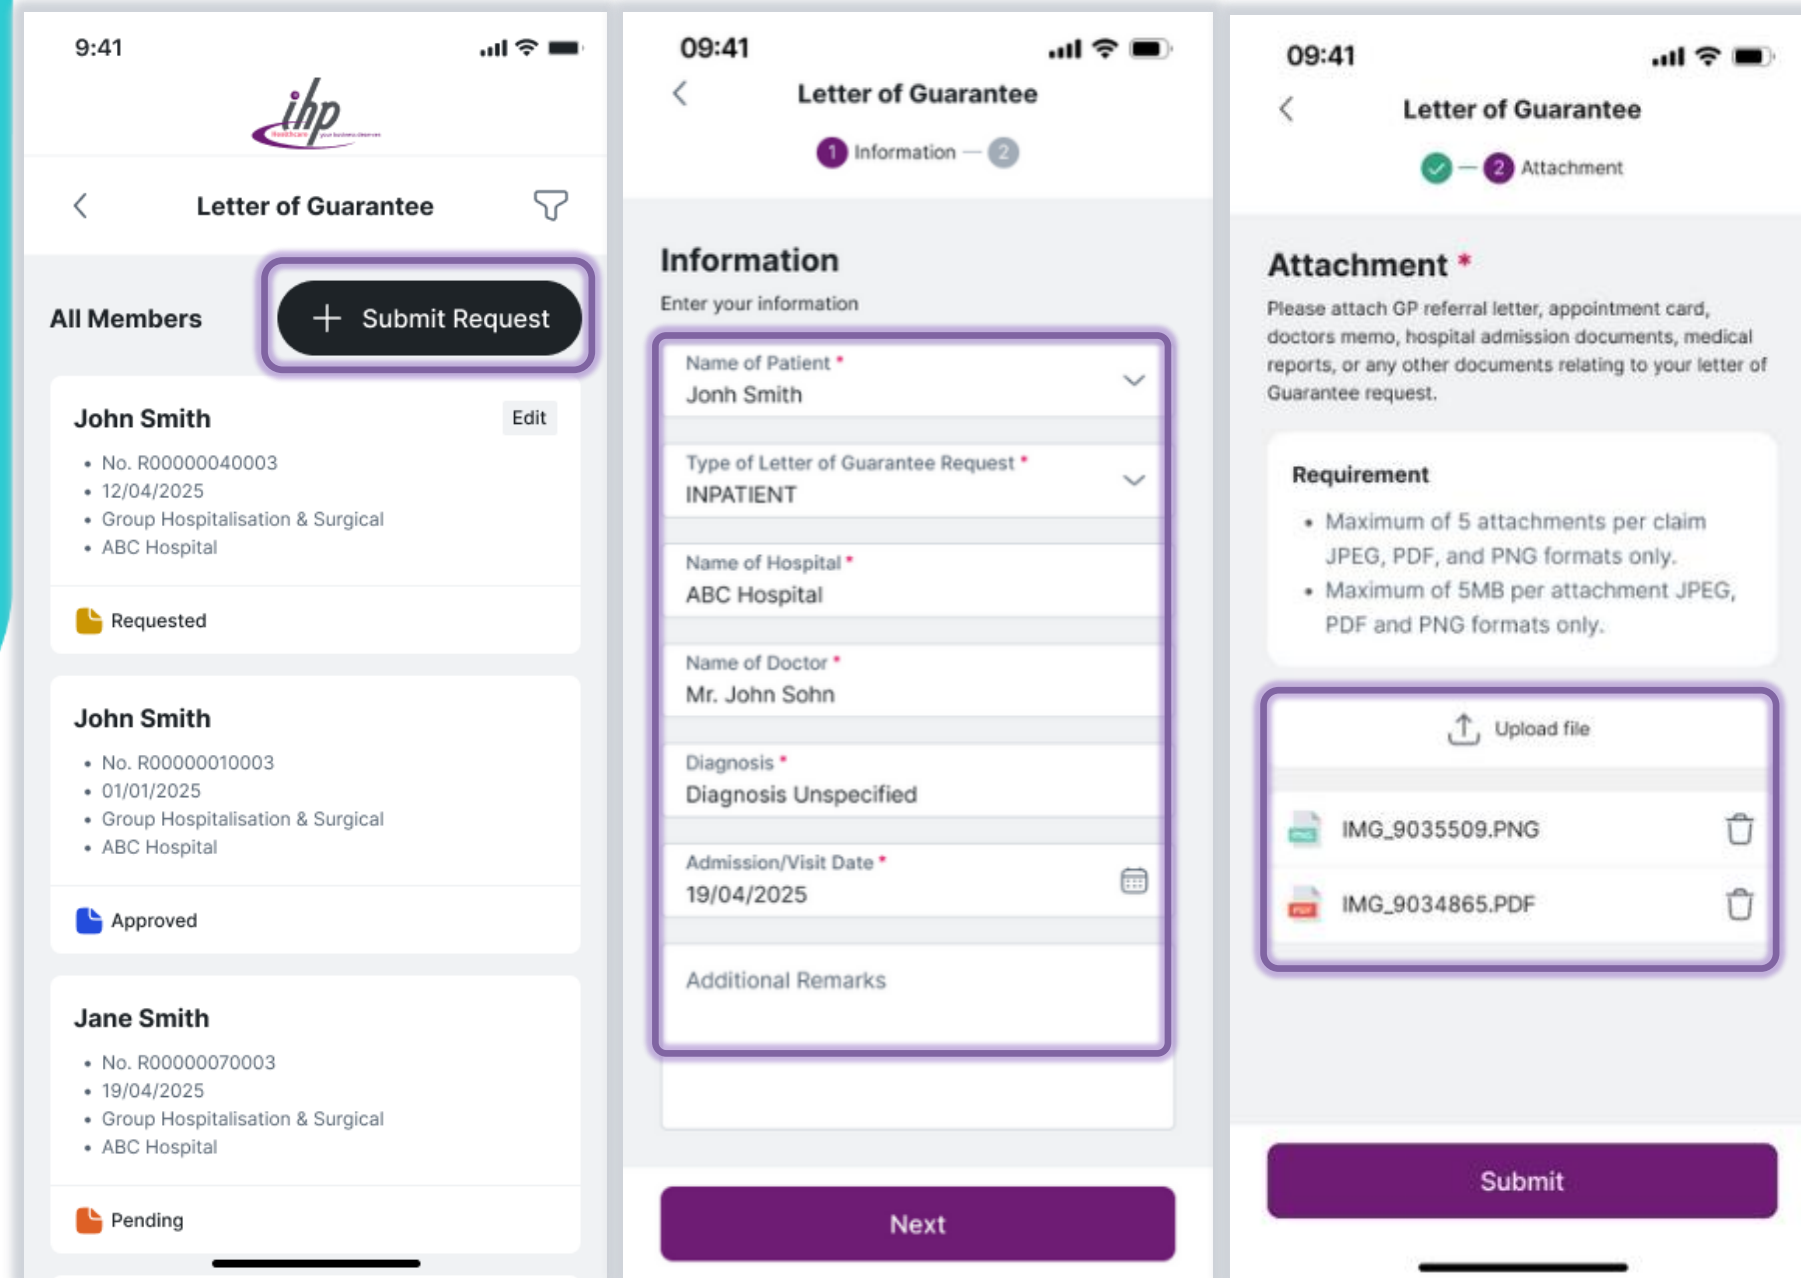 9:41
ihp
Healthcare your business deserves
Letter of Guarantee
All Members
+ Submit Request
John Smith
Edit
• No. R00000040003
• 12/04/2025
• Group Hospitalisation & Surgical
• ABC Hospital
Requested
John Smith
• No. R00000010003
• 01/01/2025
• Group Hospitalisation & Surgical
• ABC Hospital
Approved
Jane Smith
• No. R00000070003
• 19/04/2025
• Group Hospitalisation & Surgical
• ABC Hospital
Pending
09:41
Letter of Guarantee
1 Information — 2
Information
Enter your information
Name of Patient *
Jonh Smith
Type of Letter of Guarantee Request *
INPATIENT
Name of Hospital *
ABC Hospital
Name of Doctor *
Mr. John Sohn
Diagnosis *
Diagnosis Unspecified
Admission/Visit Date *
19/04/2025
Additional Remarks
Next
09:41
Letter of Guarantee
2 Attachment
Attachment *
Please attach GP referral letter, appointment card,
doctors memo, hospital admission documents, medical
reports, or any other documents relating to your letter of
Guarantee request.
Requirement
• Maximum of 5 attachments per claim
JPEG, PDF, and PNG formats only.
• Maximum of 5MB per attachment JPEG,
PDF and PNG formats only.
Upload file
PNG
IMG_9035509.PNG
PDF
IMG_9034865.PDF
Submit